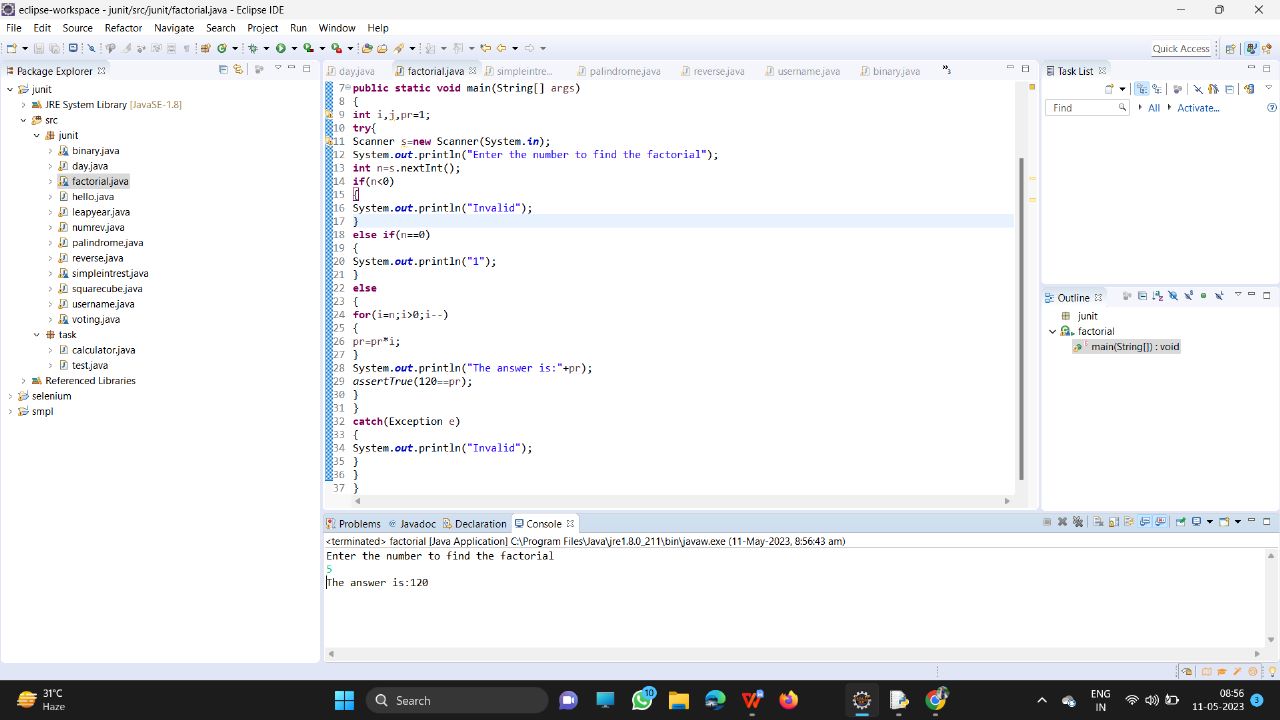 eclipse-workspace - junit/src/junit/factorial.java - Eclipse IDE
File Edit Source Refactor Navigate Search Project Run Window Help
Quick Access
Package Explorer
junit
JRE System Library [JavaSE-1.8]
src
junit
binary.java
day.java
factorial.java
hello.java
leapyear.java
numrev.java
palindrome.java
reverse.java
simpleintrest.java
squarecube.java
username.java
voting.java
task
calculator.java
test.java
Referenced Libraries
selenium
smpl
day.java factorial.java simpleintre... palindrome.java reverse.java username.java binary.java »3
7 public static void main(String[] args)
8 {
9 int i,j,pr=1;
10 try{
11 Scanner s=new Scanner(System.in);
12 System.out.println("Enter the number to find the factorial");
13 int n=s.nextInt();
14 if(n<0)
15 {
16 System.out.println("Invalid");
17 }
18 else if(n==0)
19 {
20 System.out.println("1");
21 }
22 else
23 {
24 for(i=n;i>0;i--)
25 {
26 pr=pr*i;
27 }
28 System.out.println("The answer is:"+pr);
29 assertTrue(120==pr);
30 }
31 }
32 catch(Exception e)
33 {
34 System.out.println("Invalid");
35 }
36 }
37 }
Task List
Find All Activate...
Outline
junit
factorial
main(String[]) : void
Problems @ Javadoc Declaration Console
<terminated> factorial [Java Application] C:\Program Files\Java\jre1.8.0_211\bin\javaw.exe (11-May-2023, 8:56:43 am)
Enter the number to find the factorial
5
The answer is:120
31°C
Haze
Search
10
ENG
IN
08:56
11-05-2023
3